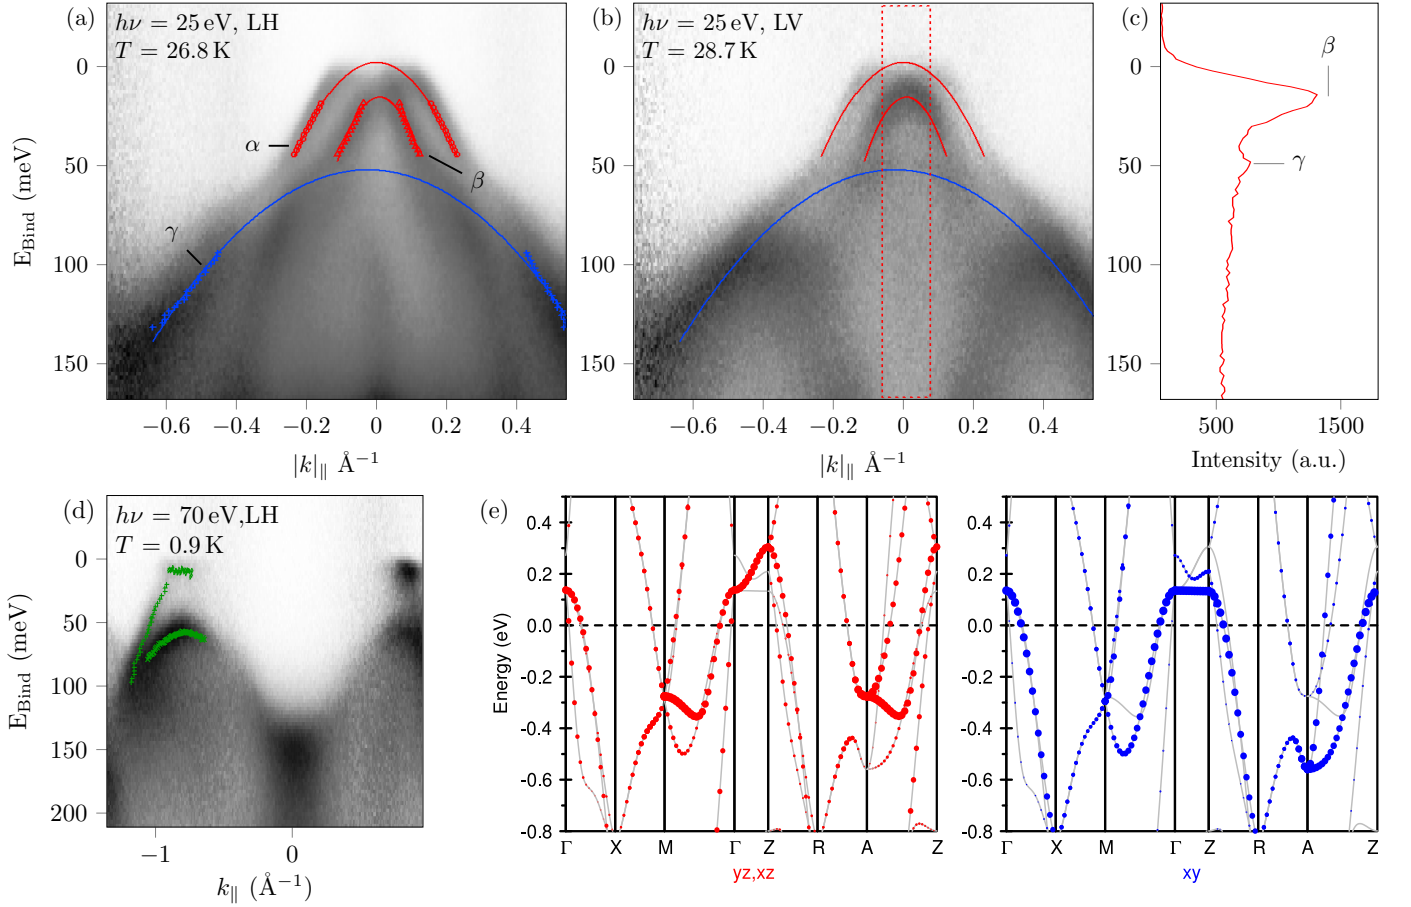 (a)
hν = 25 eV, LH
T = 26.8 K
α
β
γ
0
50
100
150
E_Bind (meV)
−0.6 −0.4 −0.2 0 0.2 0.4
|k|∥ Å⁻¹
(b)
hν = 25 eV, LV
T = 28.7 K
0
50
100
150
−0.6 −0.4 −0.2 0 0.2 0.4
|k|∥ Å⁻¹
(c)
β
γ
0
50
100
150
500 1500
Intensity (a.u.)
(d)
hν = 70 eV,LH
T = 0.9 K
0
50
100
150
200
E_Bind (meV)
−1 0
k∥ (Å⁻¹)
(e)
0.4
0.2
0.0
-0.2
-0.4
-0.6
-0.8
Energy (eV)
Γ X M Γ Z R A Z
yz,xz
0.4
0.2
0.0
-0.2
-0.4
-0.6
-0.8
Γ X M Γ Z R A Z
xy